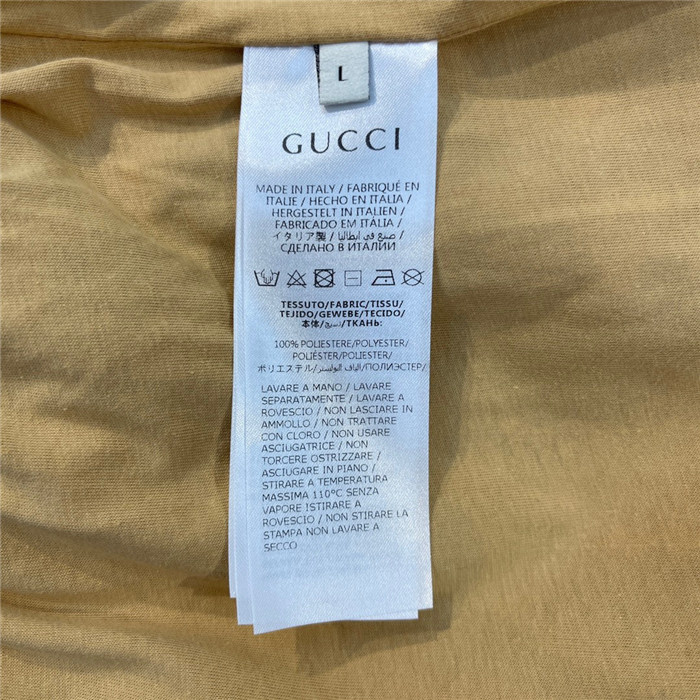 L
GUCCI
MADE IN ITALY / FABRIQUÉ EN
ITALIE / HECHO EN ITALIA /
HERGESTELT IN ITALIEN /
FABRICADO EM ITÁLIA /
イタリア製 / صنع في ايطاليا /
СДЕЛАНО В ИТАЛИИ
TESSUTO/FABRIC/TISSU/
TEJIDO/GEWEBE/TECIDO/
本体/نسيج/ТКАНЬ:
100% POLIESTERE/POLYESTER/
POLIÉSTER/POLIESTER/
ポリエステル/الياف البوليستر/ПОЛИЭСТЕР/
LAVARE A MANO / LAVARE
SEPARATAMENTE / LAVARE A
ROVESCIO / NON LASCIARE IN
AMMOLLO / NON TRATTARE
CON CLORO / NON USARE
ASCIUGATRICE / NON
TORCERE OSTRIZZARE /
ASCIUGARE IN PIANO /
STIRARE A TEMPERATURA
MASSIMA 110°C SENZA
VAPORE ISTIRARE A
ROVESCIO / NON STIRARE LA
STAMPA NON LAVARE A
SECCO